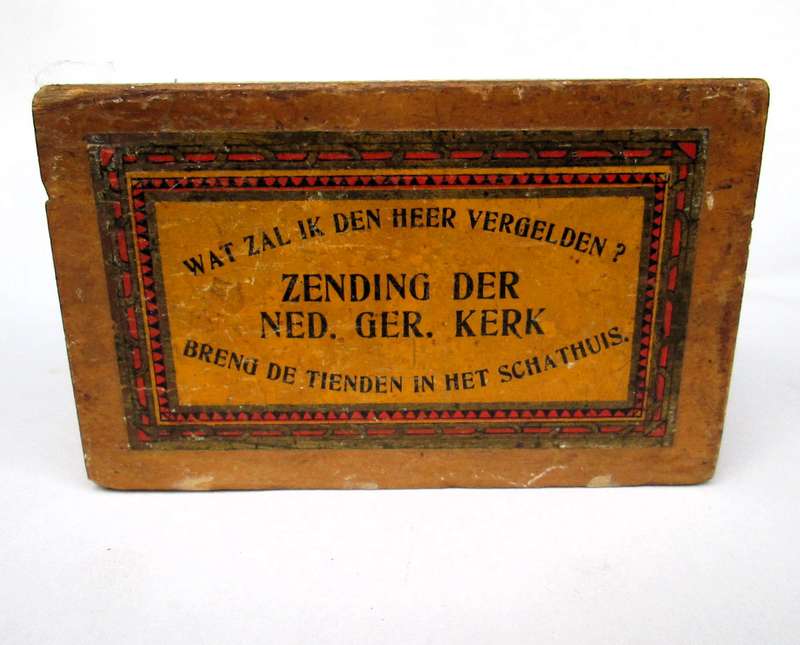 WAT ZAL IK DEN HEER VERGELDEN ?
ZENDING DER
NED. GER. KERK
BRENG DE TIENDEN IN HET SCHATHUIS.